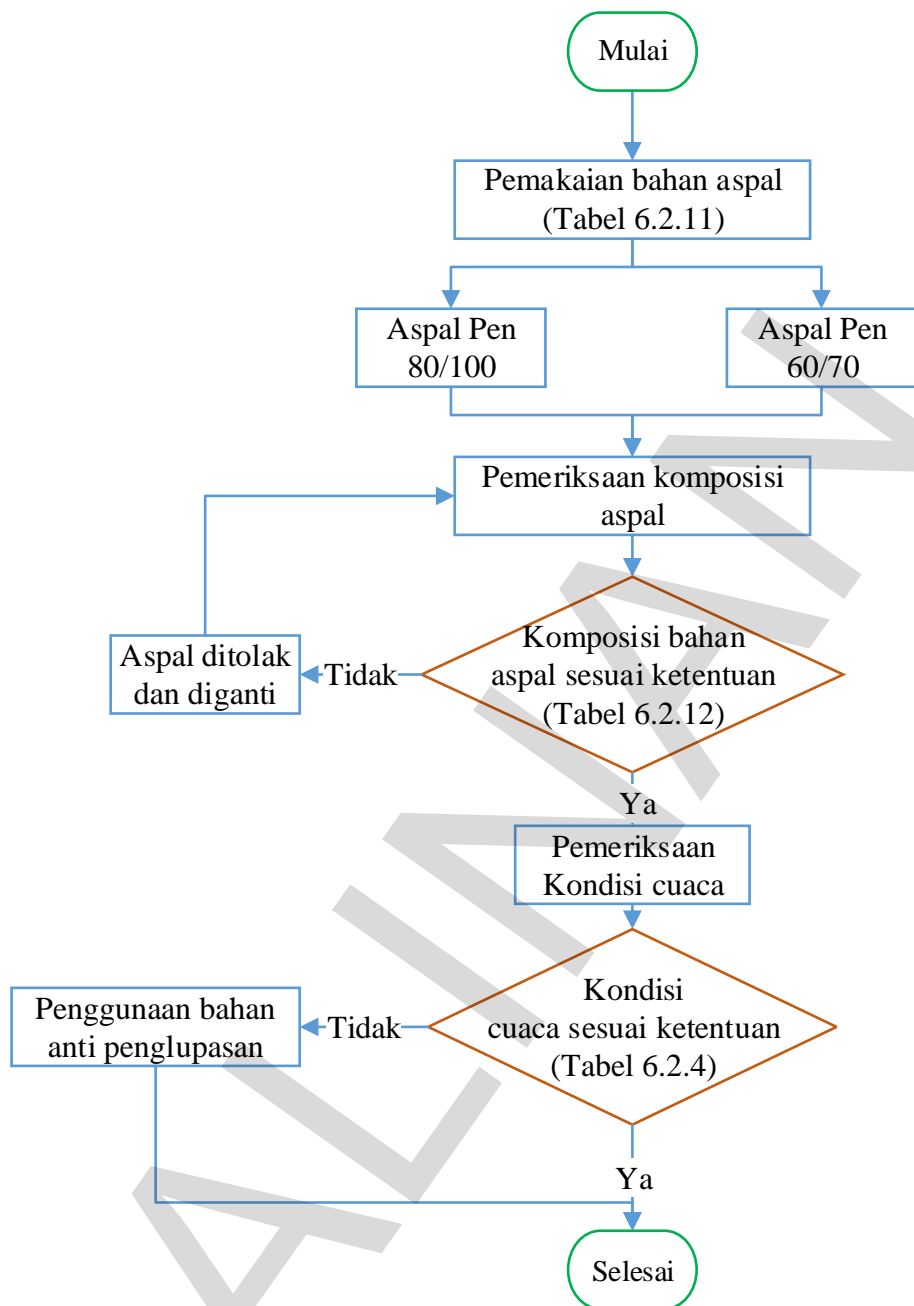 Mulai
Pemakaian bahan aspal
(Tabel 6.2.11)
Aspal Pen
80/100
Aspal Pen
60/70
Pemeriksaan komposisi
aspal
Komposisi bahan
aspal sesuai ketentuan
(Tabel 6.2.12)
Tidak
Aspal ditolak
dan diganti
Ya
Pemeriksaan
Kondisi cuaca
Kondisi
cuaca sesuai ketentuan
(Tabel 6.2.4)
Tidak
Penggunaan bahan
anti penglupasan
Ya
Selesai
ALINAN